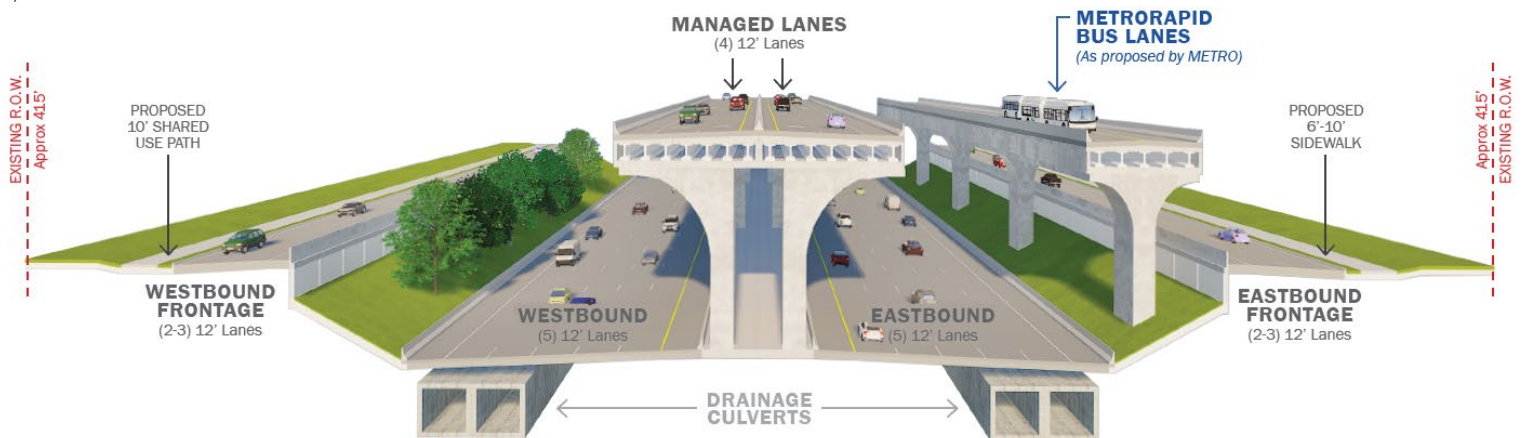 MANAGED LANES
(4) 12' Lanes
METRORAPID
BUS LANES
(As proposed by METRO)
EXISTING R.O.W.
Approx 415'
PROPOSED
10' SHARED
USE PATH
PROPOSED
6'-10'
SIDEWALK
Approx 415'
EXISTING R.O.W.
WESTBOUND
FRONTAGE
(2-3) 12' Lanes
WESTBOUND
(5) 12' Lanes
EASTBOUND
(5) 12' Lanes
EASTBOUND
FRONTAGE
(2-3) 12' Lanes
DRAINAGE
CULVERTS